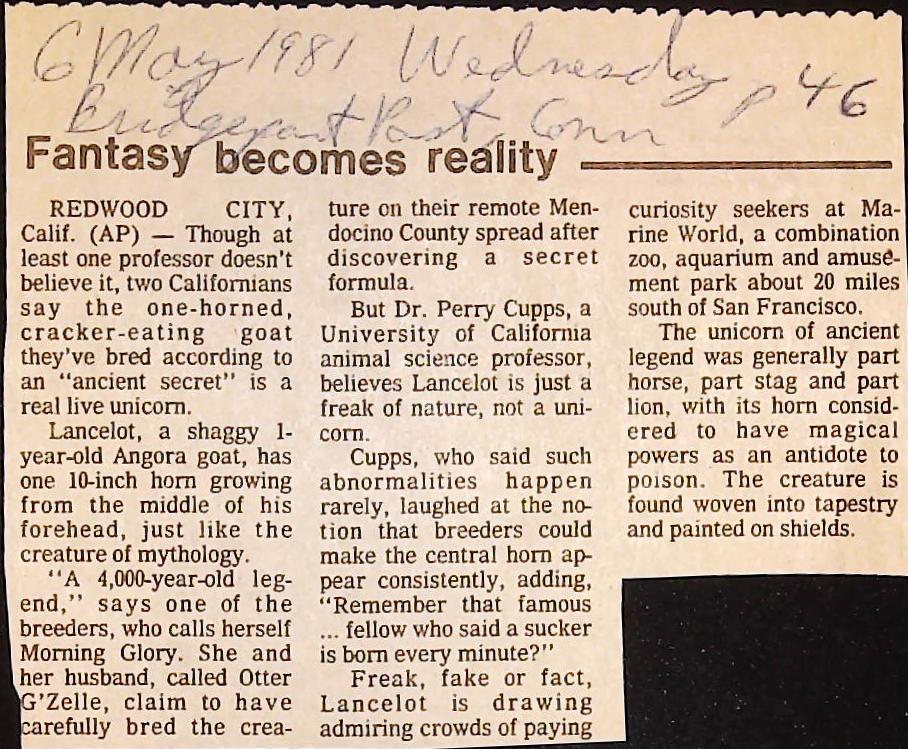 6 May 1981 Wednesday p 46
Bridgeport Post, Conn
Fantasy becomes reality
REDWOOD CITY,
Calif. (AP) — Though at
least one professor doesn't
believe it, two Californians
say the one-horned,
cracker-eating goat
they've bred according to
an "ancient secret" is a
real live unicorn.
Lancelot, a shaggy 1-
year-old Angora goat, has
one 10-inch horn growing
from the middle of his
forehead, just like the
creature of mythology.
"A 4,000-year-old leg-
end," says one of the
breeders, who calls herself
Morning Glory. She and
her husband, called Otter
G'Zelle, claim to have
carefully bred the crea-
ture on their remote Men-
docino County spread after
discovering a secret
formula.
But Dr. Perry Cupps, a
University of California
animal science professor,
believes Lancelot is just a
freak of nature, not a uni-
corn.
Cupps, who said such
abnormalities happen
rarely, laughed at the no-
tion that breeders could
make the central horn ap-
pear consistently, adding,
"Remember that famous
... fellow who said a sucker
is born every minute?"
Freak, fake or fact,
Lancelot is drawing
admiring crowds of paying
curiosity seekers at Ma-
rine World, a combination
zoo, aquarium and amuse-
ment park about 20 miles
south of San Francisco.
The unicorn of ancient
legend was generally part
horse, part stag and part
lion, with its horn consid-
ered to have magical
powers as an antidote to
poison. The creature is
found woven into tapestry
and painted on shields.